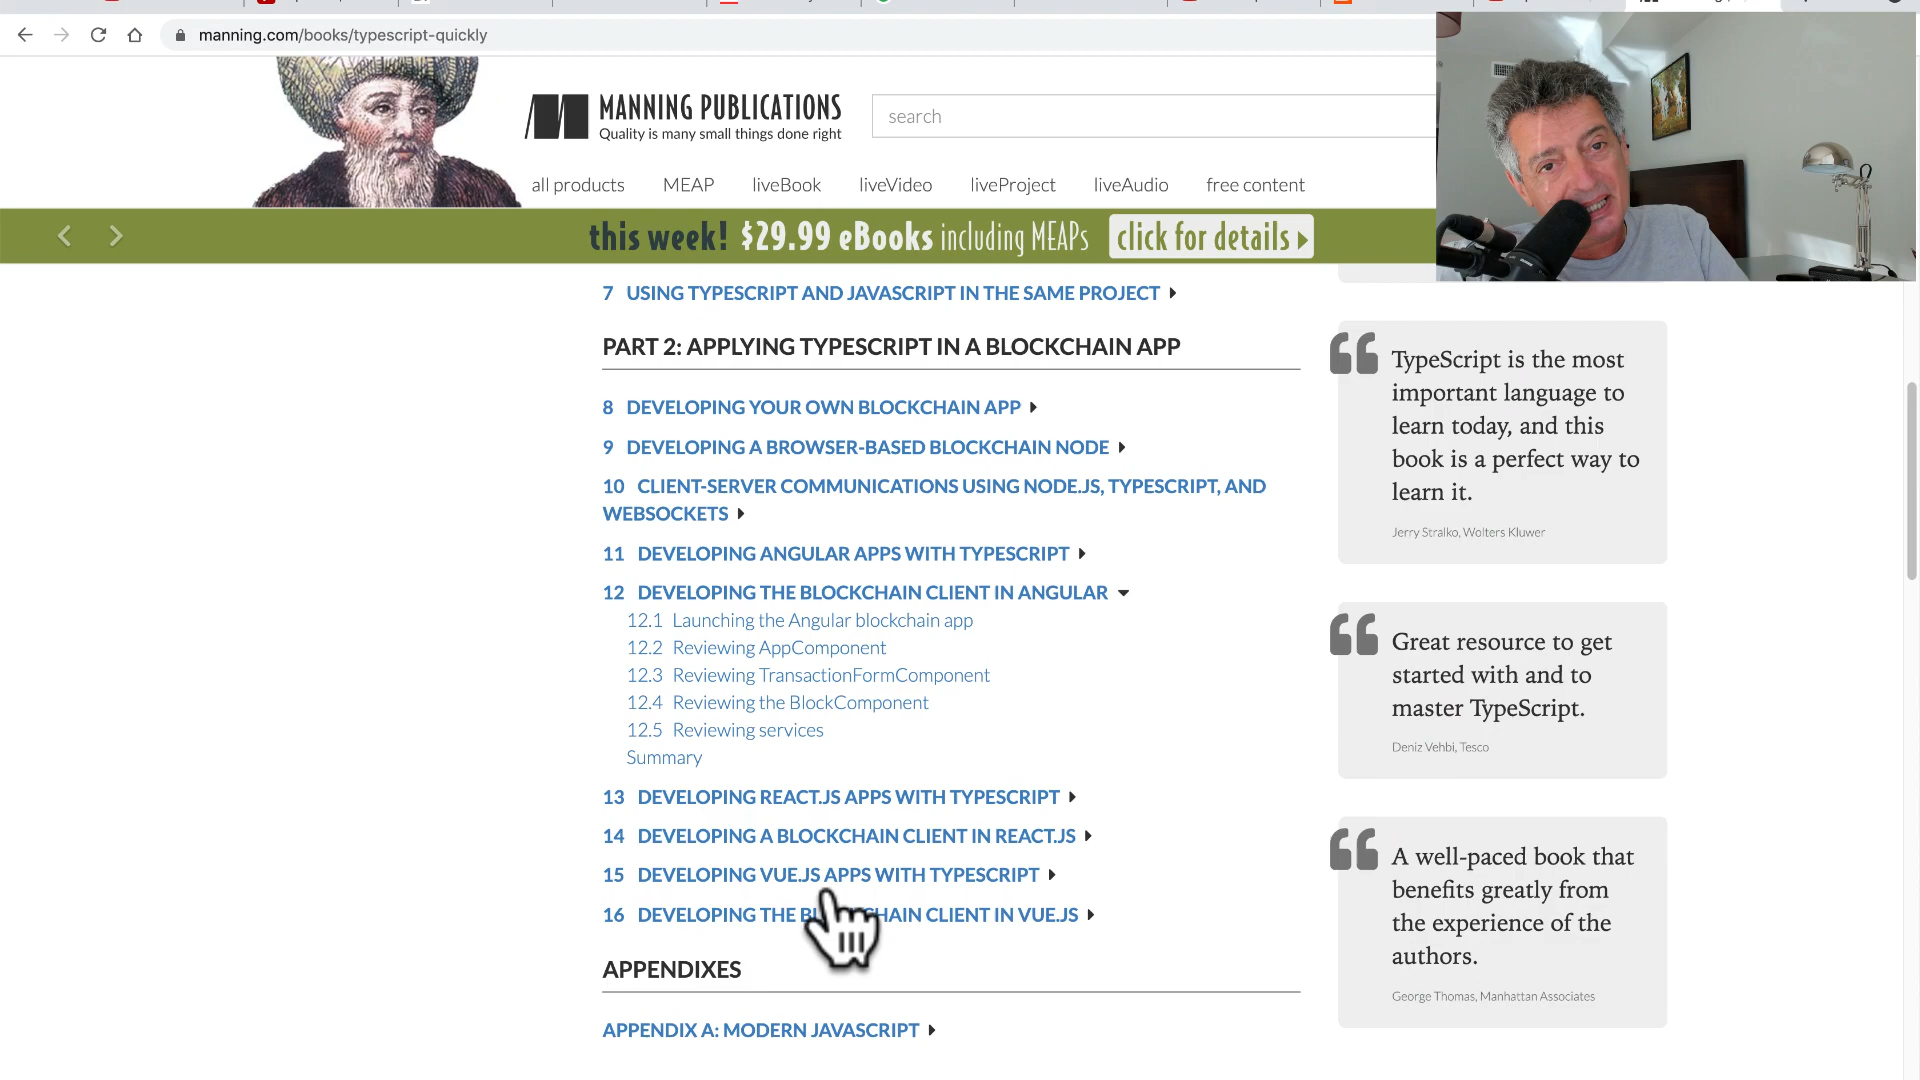 manning.com/books/typescript-quickly
MANNING PUBLICATIONS
Quality is many small things done right
search
all products MEAP liveBook liveVideo liveProject liveAudio free content
this week! $29.99 eBooks including MEAPs click for details
7 USING TYPESCRIPT AND JAVASCRIPT IN THE SAME PROJECT
PART 2: APPLYING TYPESCRIPT IN A BLOCKCHAIN APP
8 DEVELOPING YOUR OWN BLOCKCHAIN APP
9 DEVELOPING A BROWSER-BASED BLOCKCHAIN NODE
10 CLIENT-SERVER COMMUNICATIONS USING NODE.JS, TYPESCRIPT, AND
WEBSOCKETS
11 DEVELOPING ANGULAR APPS WITH TYPESCRIPT
12 DEVELOPING THE BLOCKCHAIN CLIENT IN ANGULAR
12.1 Launching the Angular blockchain app
12.2 Reviewing AppComponent
12.3 Reviewing TransactionFormComponent
12.4 Reviewing the BlockComponent
12.5 Reviewing services
Summary
13 DEVELOPING REACT.JS APPS WITH TYPESCRIPT
14 DEVELOPING A BLOCKCHAIN CLIENT IN REACT.JS
15 DEVELOPING VUE.JS APPS WITH TYPESCRIPT
16 DEVELOPING THE BLOCKCHAIN CLIENT IN VUE.JS
APPENDIXES
APPENDIX A: MODERN JAVASCRIPT
TypeScript is the most
important language to
learn today, and this
book is a perfect way to
learn it.
Jerry Stralko, Wolters Kluwer
Great resource to get
started with and to
master TypeScript.
Deniz Vehbi, Tesco
A well-paced book that
benefits greatly from
the experience of the
authors.
George Thomas, Manhattan Associates